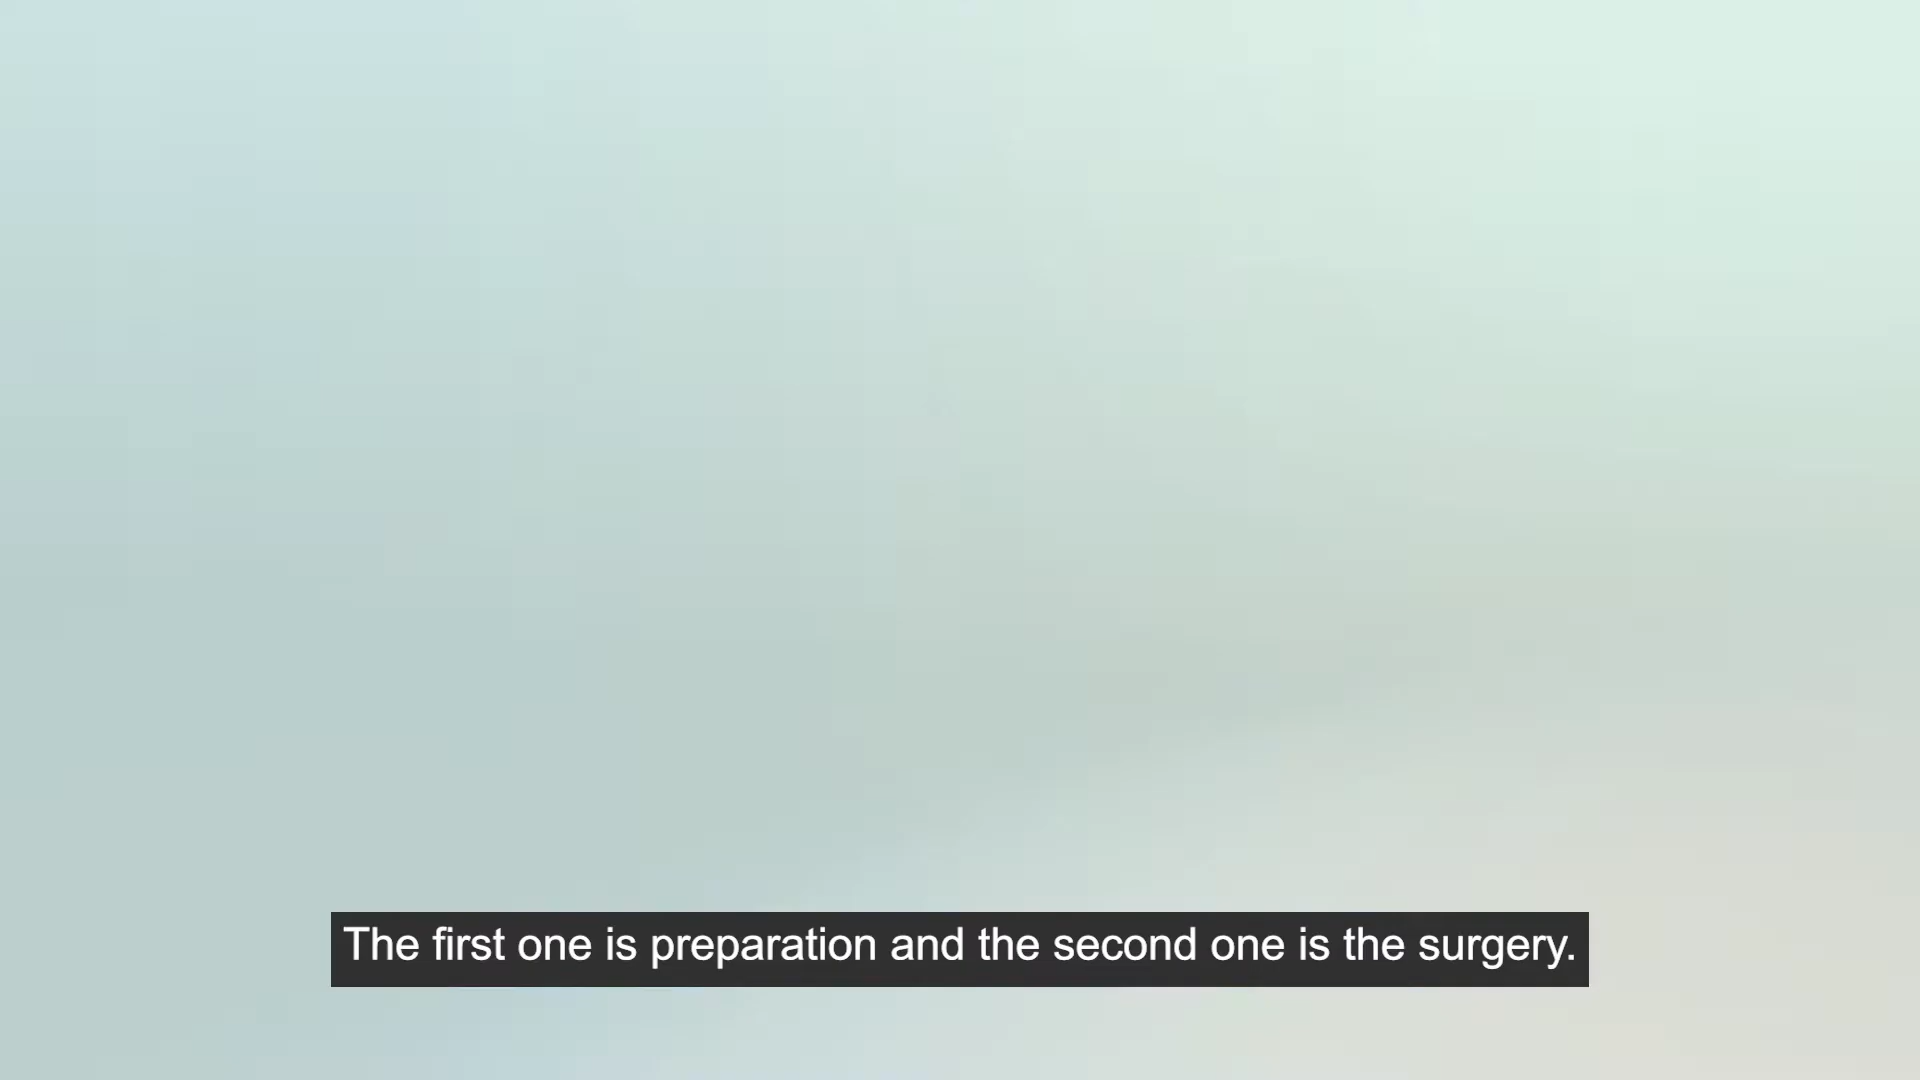 The first one is preparation and the second one is the surgery.